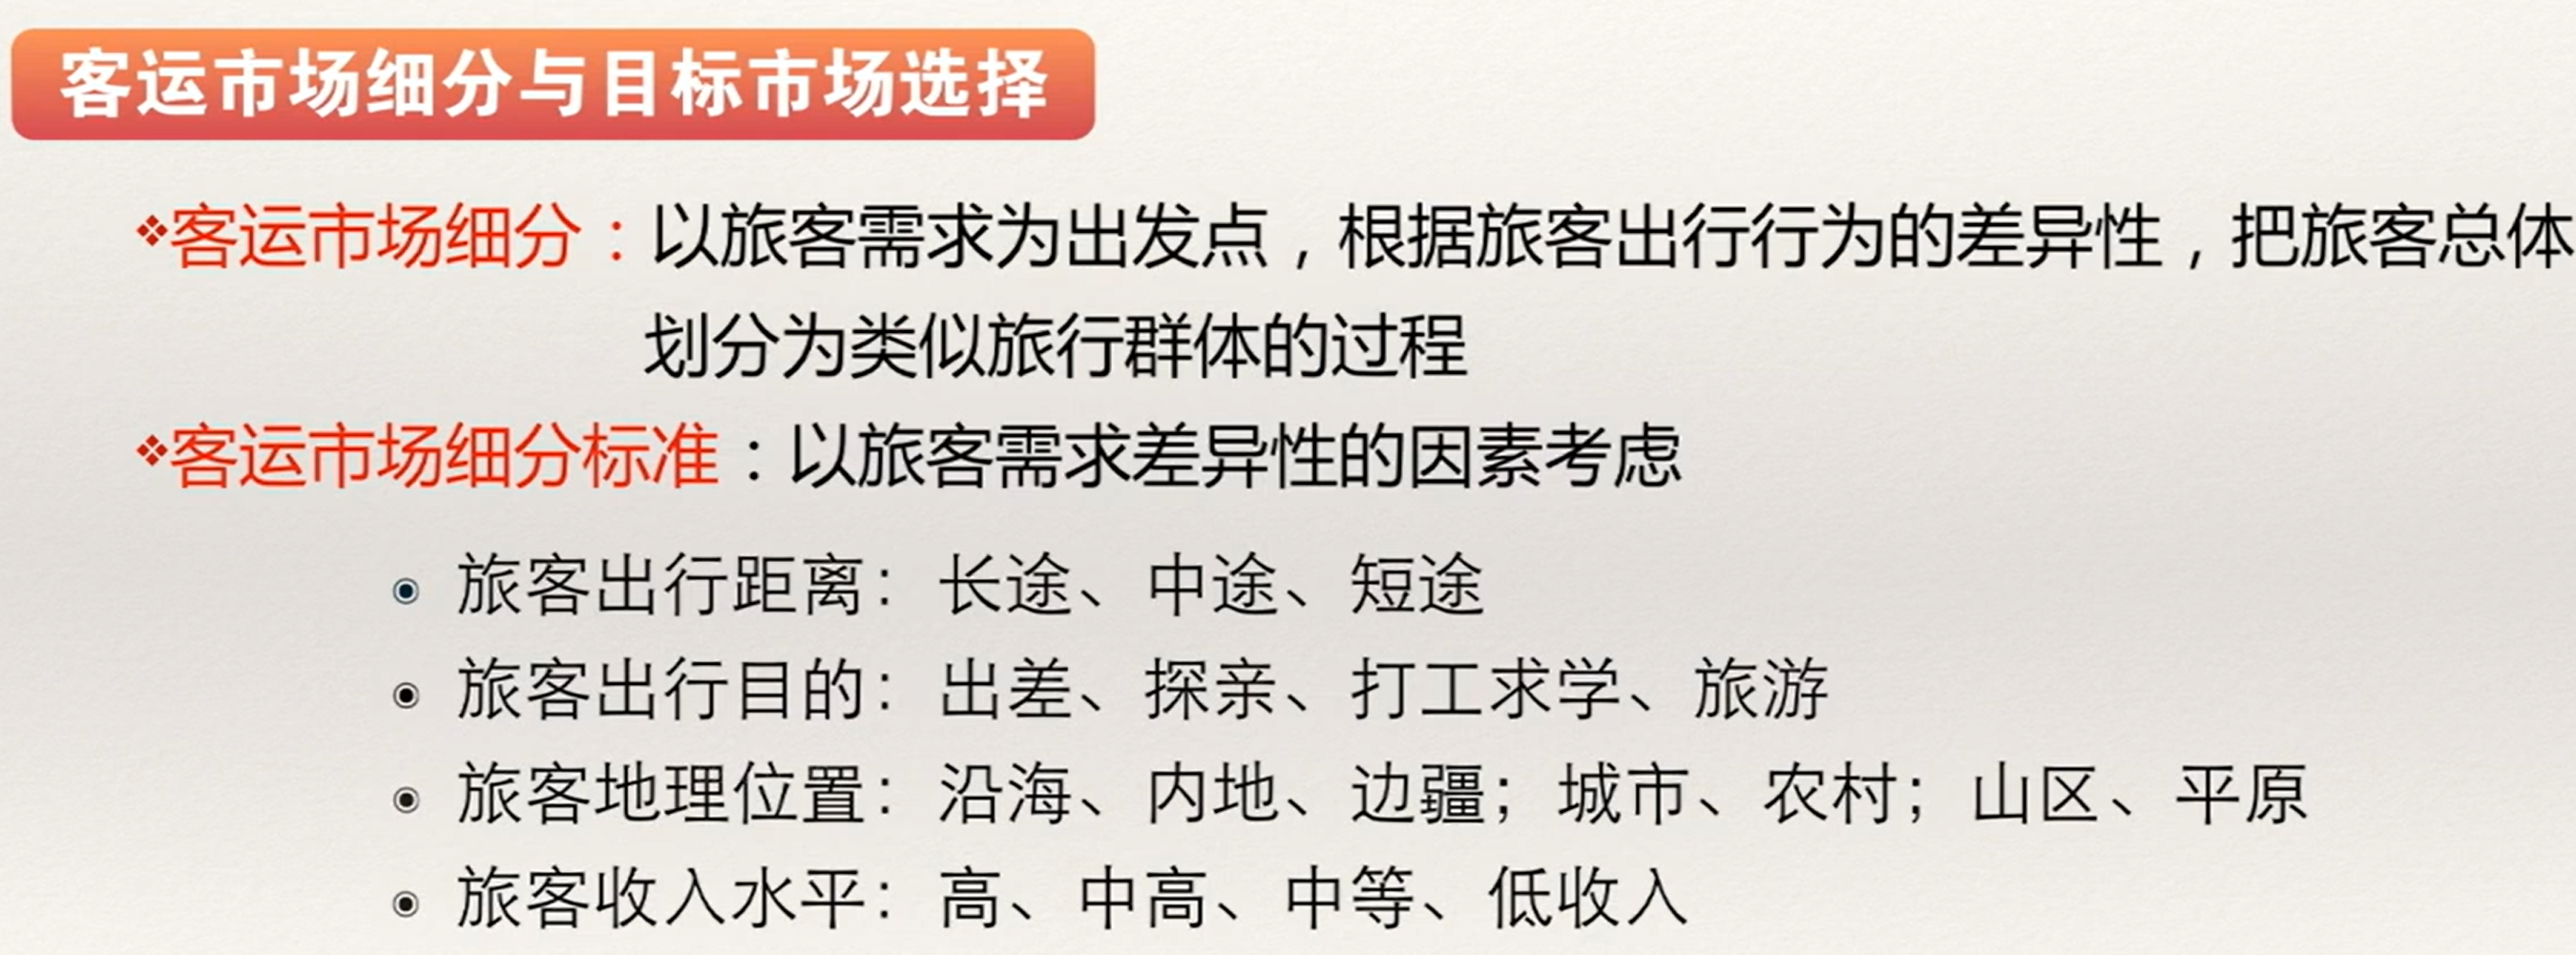 客运市场细分与目标市场选择
❖客运市场细分：以旅客需求为出发点，根据旅客出行行为的差异性，把旅客总体
划分为类似旅行群体的过程
❖客运市场细分标准：以旅客需求差异性的因素考虑
旅客出行距离：长途、中途、短途
旅客出行目的：出差、探亲、打工求学、旅游
旅客地理位置：沿海、内地、边疆；城市、农村；山区、平原
旅客收入水平：高、中高、中等、低收入